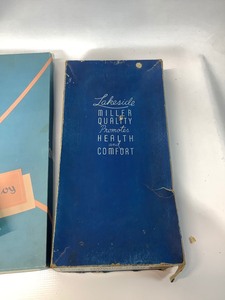 Lakeside
MILLER
QUALITY
Promotes
HEALTH
and
COMFORT